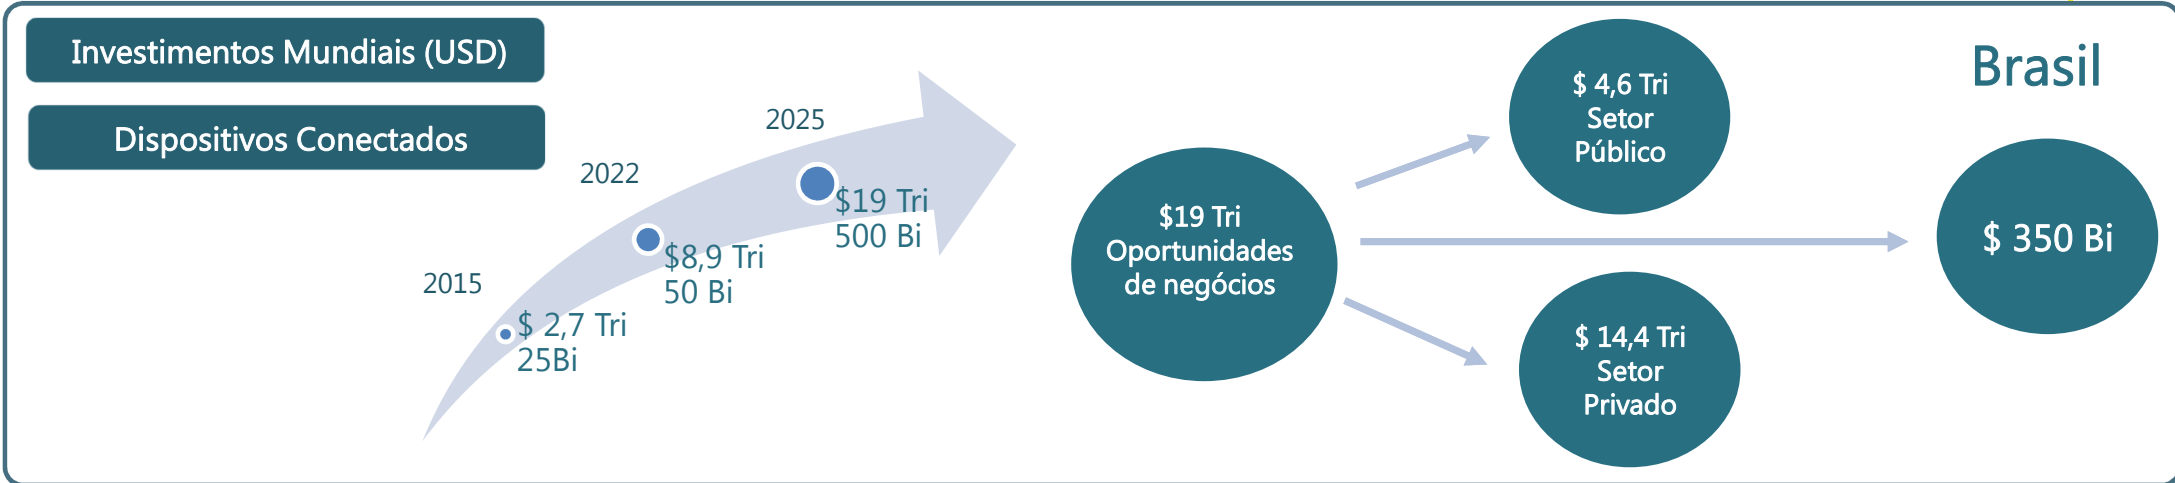 Investimentos Mundiais (USD)
Dispositivos Conectados
2015
$ 2,7 Tri
25Bi
2022
$8,9 Tri
50 Bi
2025
$19 Tri
500 Bi
$19 Tri
Oportunidades
de negócios
$ 4,6 Tri
Setor
Público
$ 14,4 Tri
Setor
Privado
Brasil
$ 350 Bi